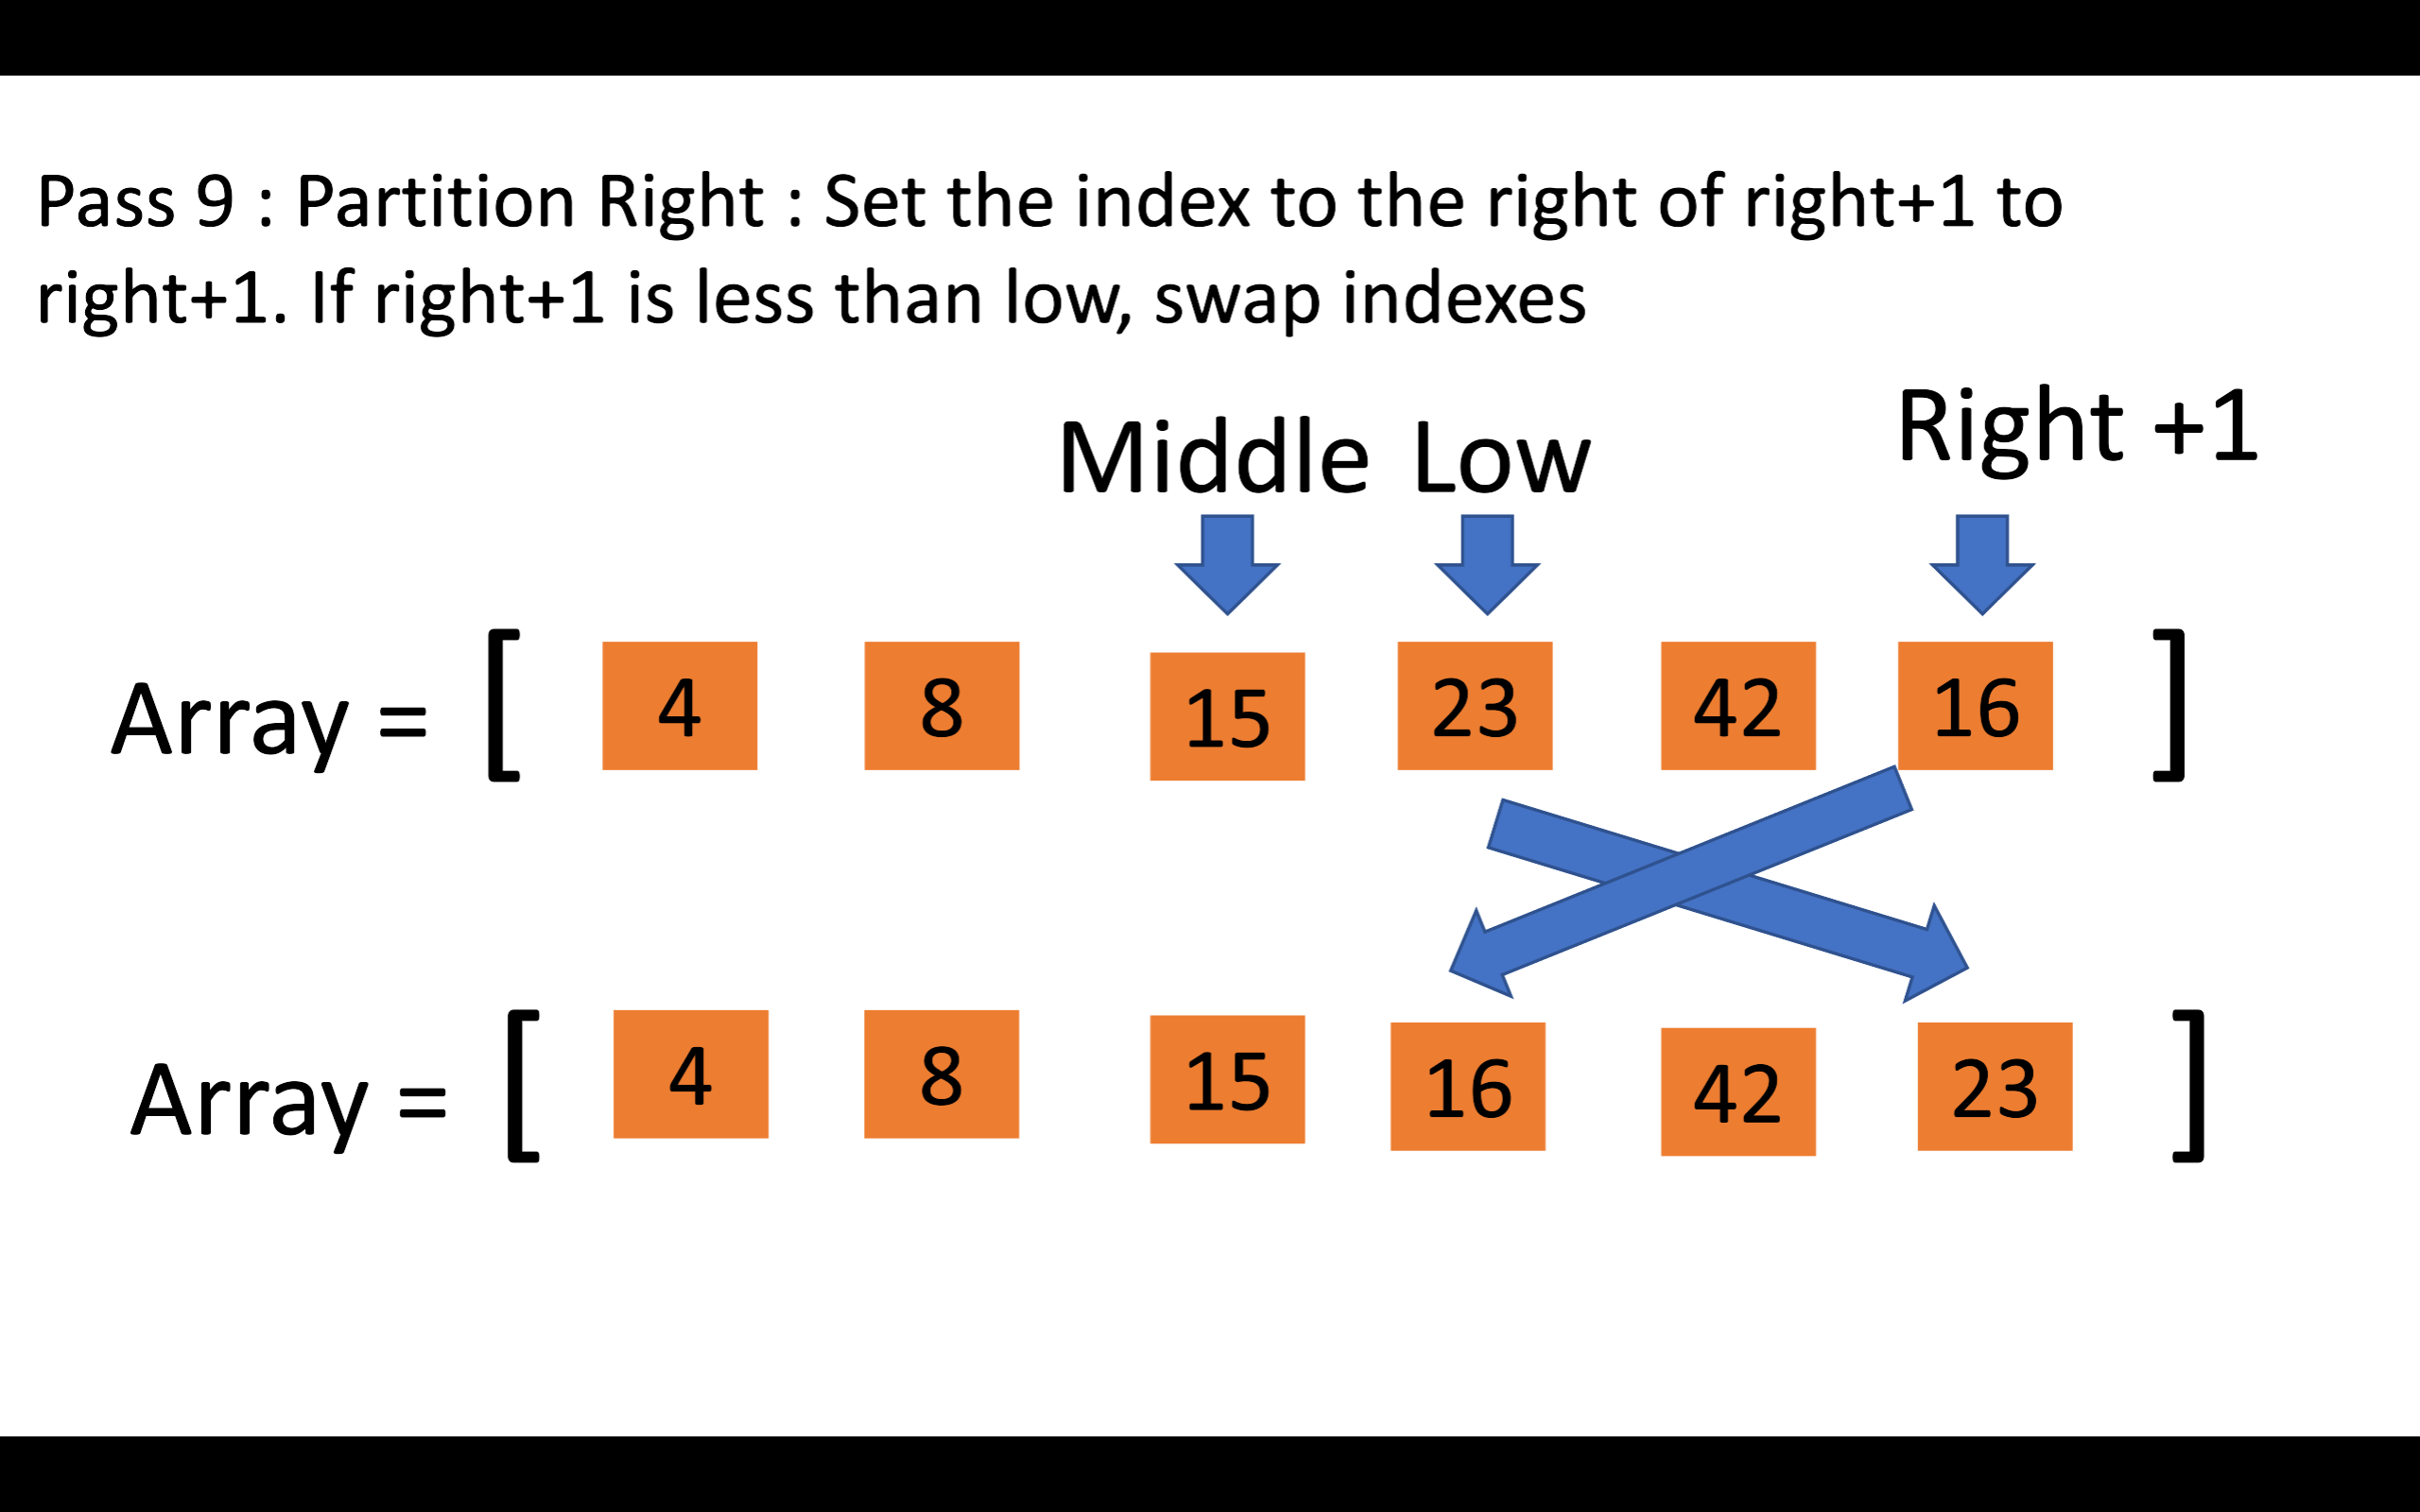 Pass 9 : Partition Right : Set the index to the right of right+1 to
right+1. If right+1 is less than low, swap indexes
Middle Low Right +1
Array = [ 4 8 15 23 42 16 ]
Array = [ 4 8 15 16 42 23 ]